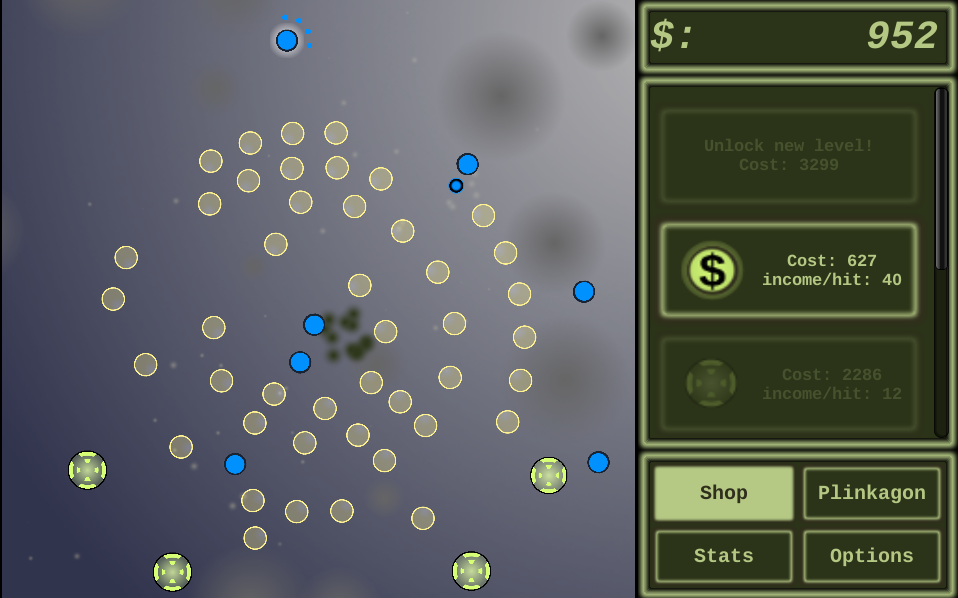 $: 952
Unlock new level!
Cost: 3299
$
Cost: 627
income/hit: 40
Cost: 2286
income/hit: 12
Shop
Plinkagon
Stats
Options